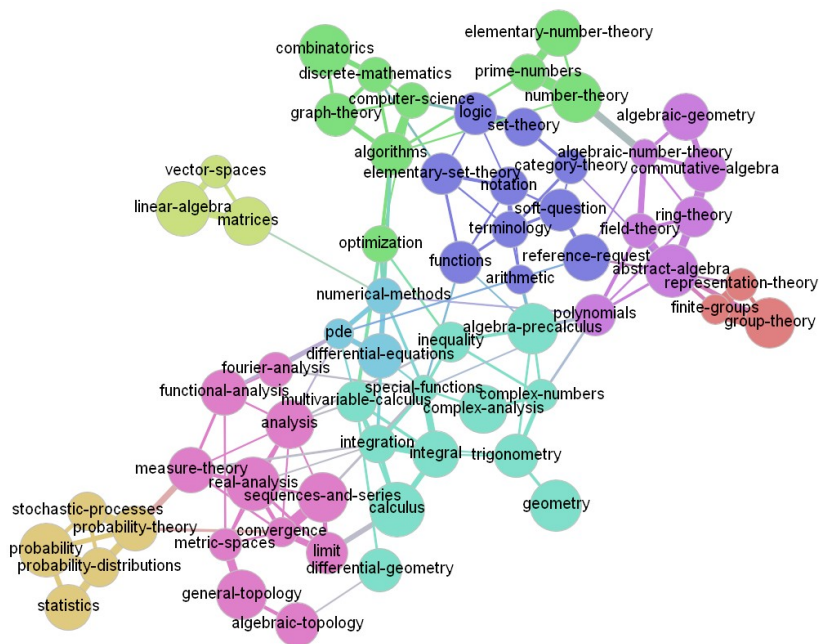 elementary-number-theory
combinatorics
discrete-mathematics
prime-numbers
computer-science
number-theory
graph-theory
logic
algebraic-geometry
set-theory
algorithms
algebraic-number-theory
category-theory
commutative-algebra
vector-spaces
elementary-set-theory
notation
linear-algebra
soft-question
ring-theory
matrices
terminology
field-theory
optimization
functions
reference-request
abstract-algebra
arithmetic
representation-theory
numerical-methods
finite-groups
polynomials
group-theory
algebra-precalculus
pde
inequality
differential-equations
fourier-analysis
functional-analysis
special-functions
complex-numbers
multivariable-calculus
complex-analysis
analysis
integration
integral
trigonometry
measure-theory
real-analysis
sequences-and-series
geometry
calculus
stochastic-processes
probability-theory
convergence
metric-spaces
probability
limit
probability-distributions
differential-geometry
general-topology
statistics
algebraic-topology